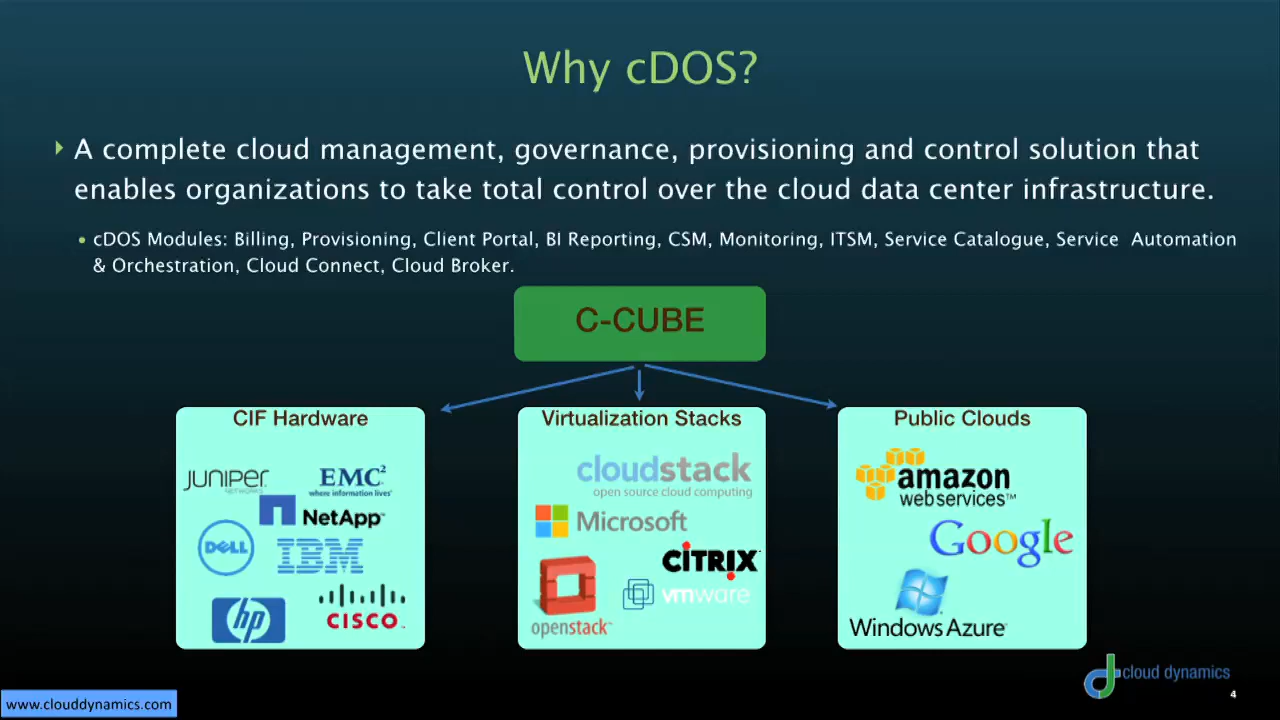 Why cDOS?
A complete cloud management, governance, provisioning and control solution that
enables organizations to take total control over the cloud data center infrastructure.
cDOS Modules: Billing, Provisioning, Client Portal, BI Reporting, CSM, Monitoring, ITSM, Service Catalogue, Service Automation
& Orchestration, Cloud Connect, Cloud Broker.
C-CUBE
CIF Hardware
JUNIPER
NETWORKS
EMC²
where information lives®
NetApp™
DELL
IBM
hp
CISCO
Virtualization Stacks
cloudstack
open source cloud computing
Microsoft
CITRIX
openstack™
vmware
Public Clouds
amazon
webservices™
Google
Windows Azure
cloud dynamics
4
www.clouddynamics.com